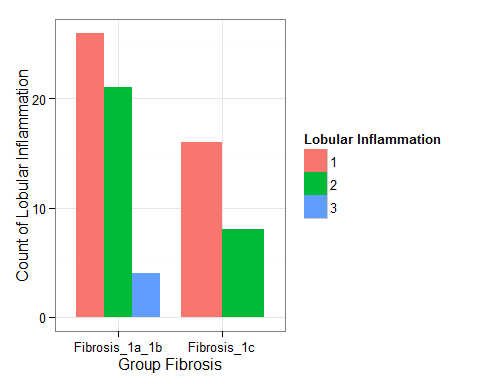 Count of Lobular Inflammation
20
10
0
Fibrosis_1a_1b Fibrosis_1c
Group Fibrosis
Lobular Inflammation
1
2
3